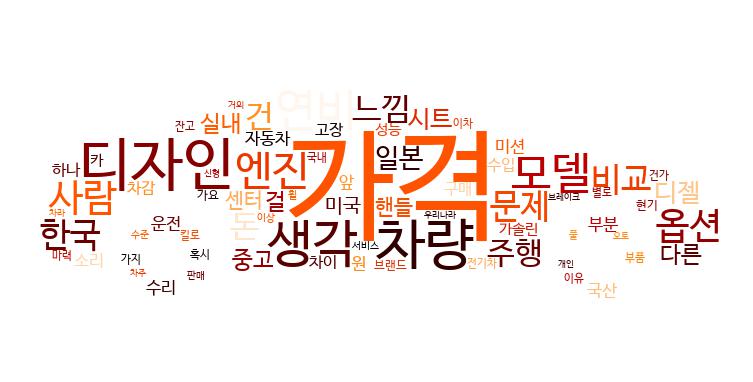 거의
연비
느낌
건
실내
시트
잔고
성능
이차
고장
자동차
가격
디자인
엔진
국내
일본
미션
카
하나
모델
비교
수입
신형
건가
사람
차감
가요
센터
걸
휠
앞
구매
별로
브레이크
디젤
미국
핸들
문제
현기
차라
이상
우리나라
돈
운전
한국
생각
차량
가솔린
부분
옵션
수준
킬로
주행
풀
오토
서비스
마력
소리
가지
혹시
중고
차이
원
브랜드
전기차
개인
부품
다른
차주
판매
수리
이유
국산